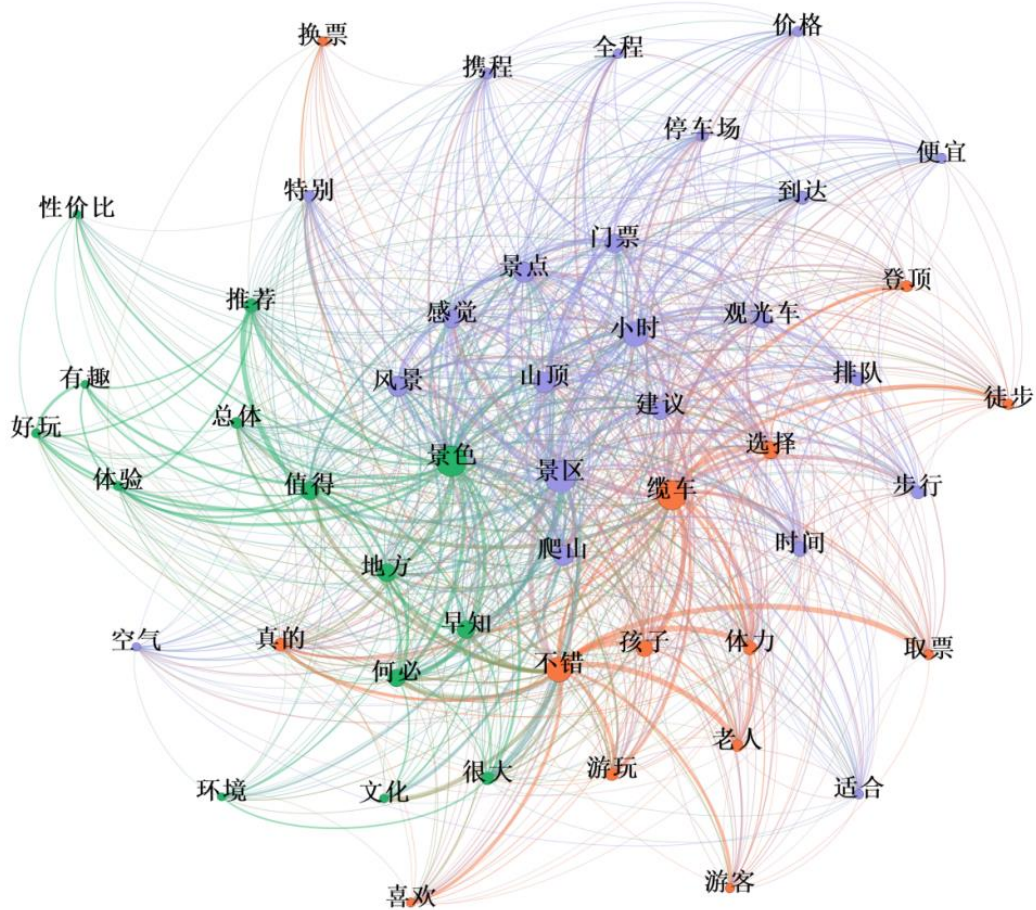 换票
携程
全程
价格
停车场
便宜
特别
到达
性价比
门票
景点
登顶
推荐
感觉
小时
观光车
有趣
风景
山顶
排队
建议
徒步
好玩
总体
选择
景色
景区
体验
值得
缆车
步行
爬山
时间
地方
早知
空气
真的
孩子
体力
取票
何必
不错
老人
游玩
很大
环境
文化
适合
喜欢
游客